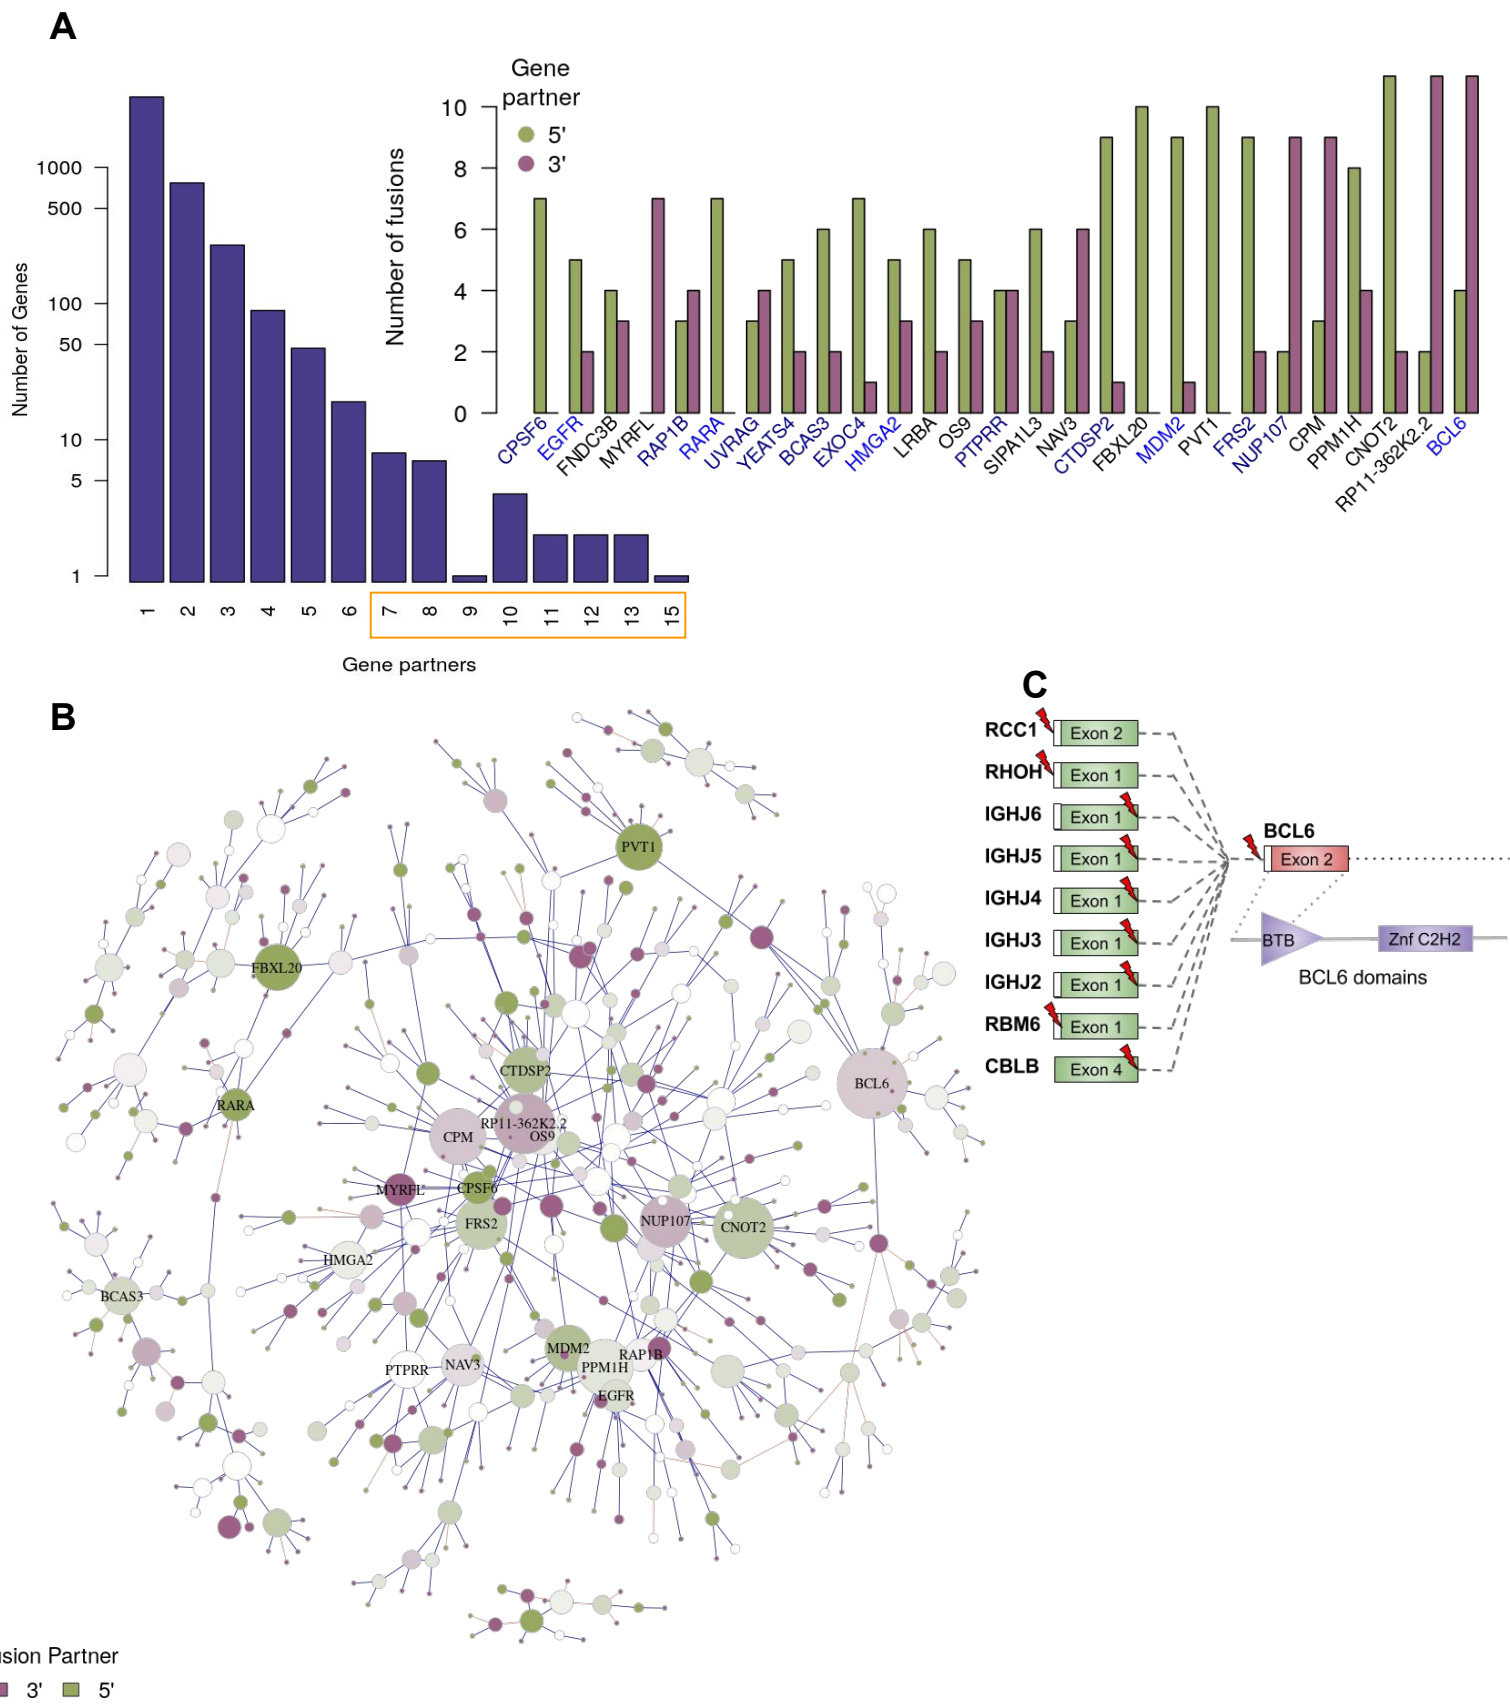 A
Gene
partner
5'
3'
10
8
6
4
2
0
Number of fusions
CPSF6
EGFR
FNDC3B
MYRFL
RAP1B
RARA
UVRAG
YEATS4
BCAS3
EXOC4
HMGA2
LRBA
OS9
PTPRR
SIPA1L3
NAV3
CTDSP2
FBXL20
MDM2
PVT1
FRS2
NUP107
CPM
PPM1H
CNOT2
RP11-362K2.2
BCL6
1000
500
100
50
10
5
1
Number of Genes
1 2 3 4 5 6 7 8 9 10 11 12 13 15
Gene partners
B
PVT1
FBXL20
CTDSP2
BCL6
RARA
RP11-362K2.2
CPM
OS9
MYRFL
CPSF6
FRS2
NUP107
CNOT2
HMGA2
BCAS3
MDM2
RAP1B
PTPRR
NAV3
PPM1H
EGFR
usion Partner
3' 5'
C
RCC1 Exon 2
RHOH Exon 1
IGHJ6 Exon 1
IGHJ5 Exon 1
IGHJ4 Exon 1
IGHJ3 Exon 1
IGHJ2 Exon 1
RBM6 Exon 1
CBLB Exon 4
BCL6
Exon 2
BTB Znf C2H2
BCL6 domains